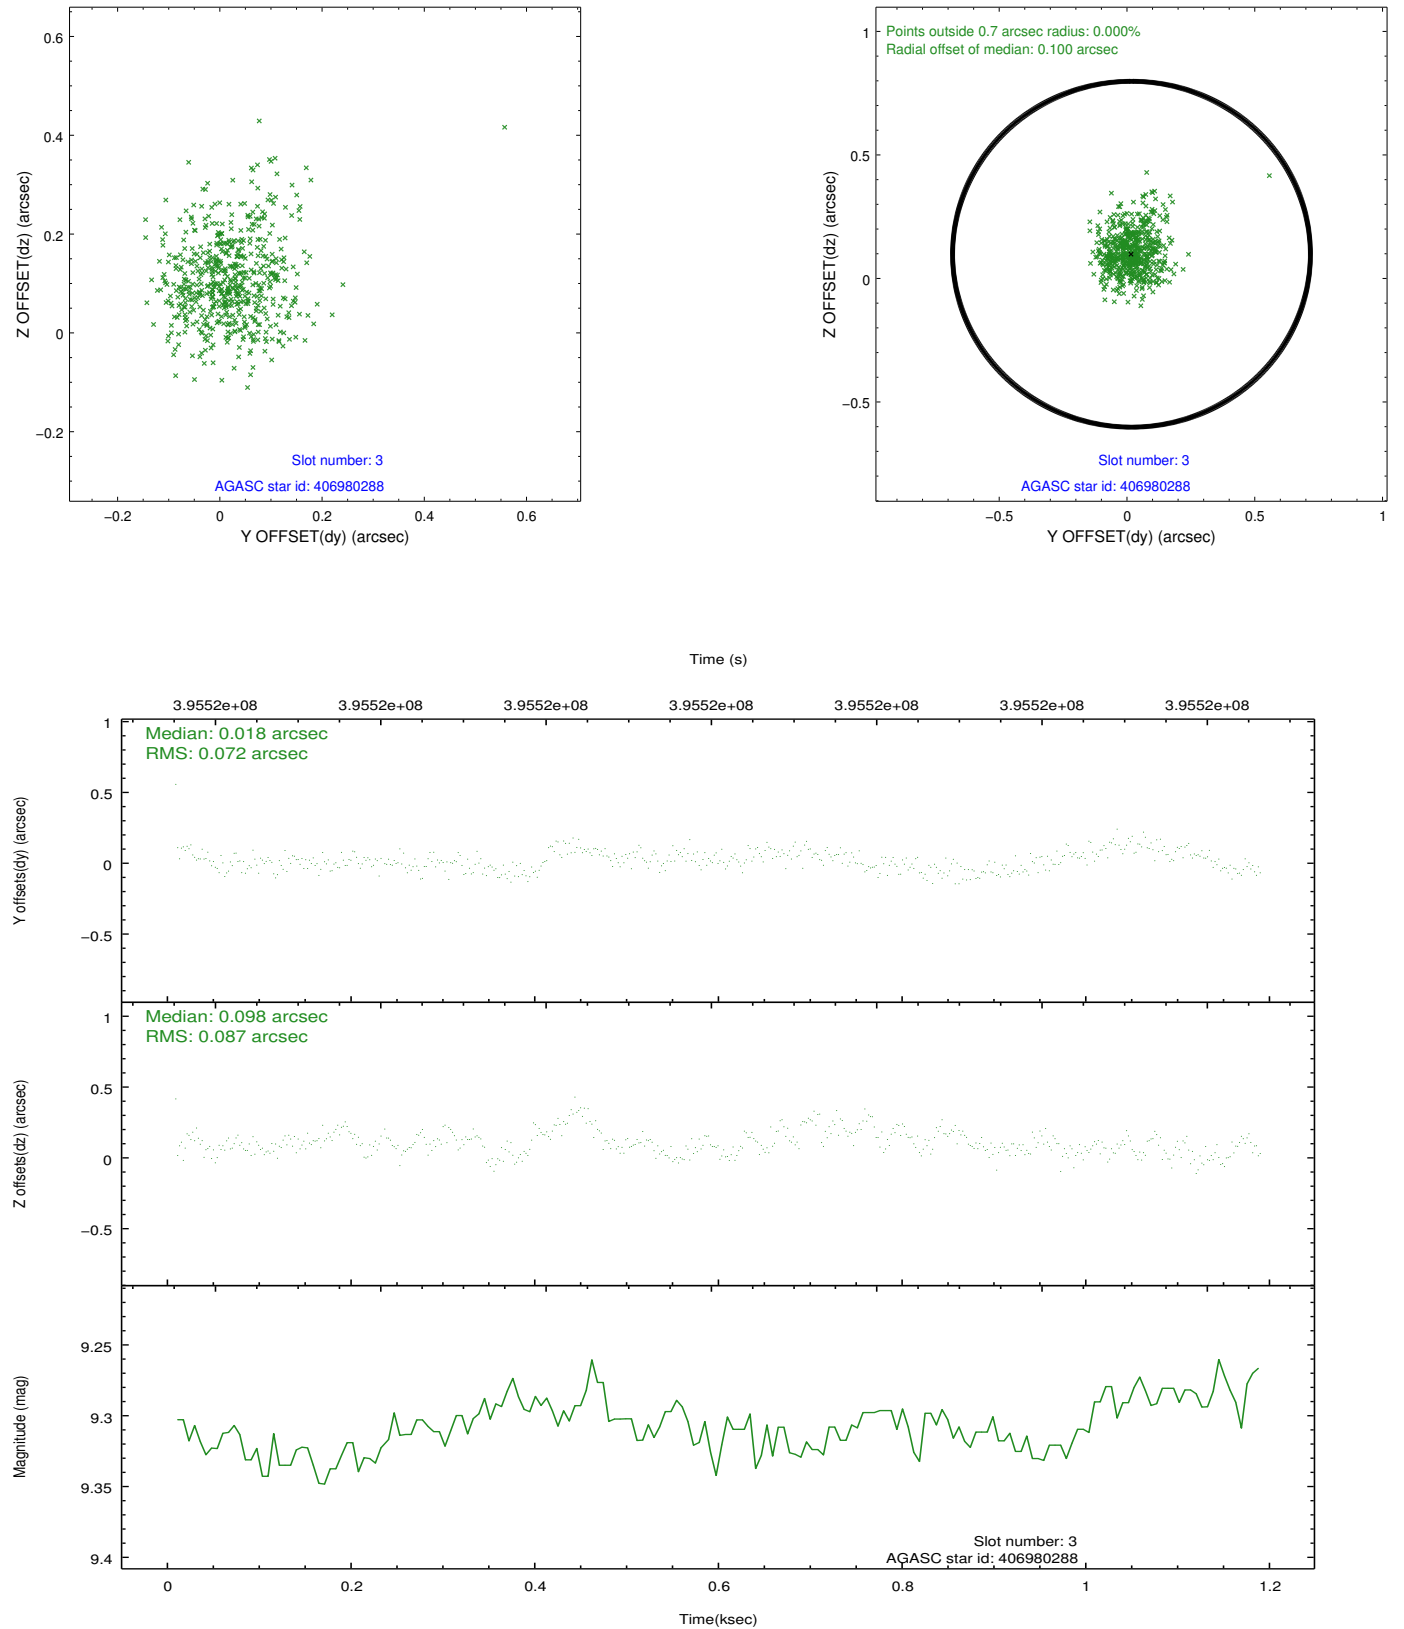 0.6
0.4
0.2
0
−0.2
Z OFFSET(dz) (arcsec)
Slot number: 3
AGASC star id: 406980288
−0.2 0 0.2 0.4 0.6
Y OFFSET(dy) (arcsec)
Points outside 0.7 arcsec radius: 0.000%
Radial offset of median: 0.100 arcsec
1
0.5
0
−0.5
Z OFFSET(dz) (arcsec)
Slot number: 3
AGASC star id: 406980288
−0.5 0 0.5 1
Y OFFSET(dy) (arcsec)
Time (s)
3.9552e+08 3.9552e+08 3.9552e+08 3.9552e+08 3.9552e+08 3.9552e+08 3.9552e+08
Median: 0.018 arcsec
RMS: 0.072 arcsec
1
0.5
0
−0.5
Y offsets(dy) (arcsec)
Median: 0.098 arcsec
RMS: 0.087 arcsec
1
0.5
0
−0.5
Z offsets(dz) (arcsec)
9.25
9.3
9.35
9.4
Magnitude (mag)
Slot number: 3
AGASC star id: 406980288
0 0.2 0.4 0.6 0.8 1 1.2
Time(ksec)